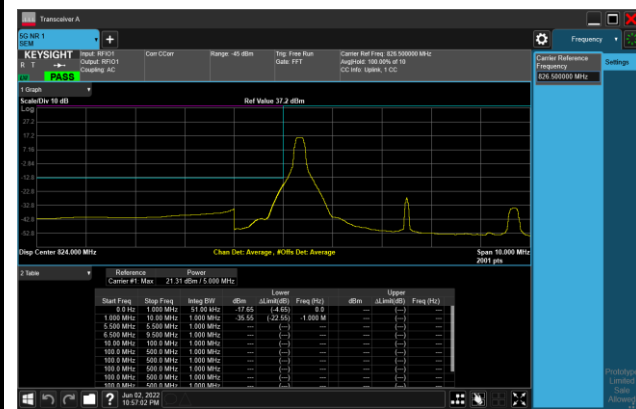 Transceiver A
5G NR 1
SEM
Frequency
KEYSIGHT
Input: RFIO1
Corr CCorr
Range: -45 dBm
Trig: Free Run
Carrier Ref Freq: 826.500000 MHz
R T
Output: RFIO1
Gate: FFT
Avg|Hold: 100.00% of 10
Coupling: AC
CC Info: Uplink, 1 CC
PASS
Carrier Reference
Frequency
826.500000 MHz
Settings
1 Graph
Scale/Div 10 dB
Ref Value 37.2 dBm
Log
27.2
17.2
7.16
-2.84
-12.8
-22.8
-32.8
-42.8
-52.8
Disp Center 824.000 MHz
Chan Det: Average , #Offs Det: Average
Span 10.000 MHz
2001 pts
2 Table
Reference
Power
Carrier #1: Max
21.31 dBm / 5.000 MHz
Lower
Upper
Start Freq Stop Freq Integ BW dBm ΔLimit(dB) Freq (Hz) dBm ΔLimit(dB) Freq (Hz)
0.0 Hz 1.000 MHz 51.00 kHz -17.65 (-4.65) 0.0 --- (---) ---
1.000 MHz 10.00 MHz 1.000 MHz -35.55 (-22.55) -1.000 M --- (---) ---
5.500 MHz 5.500 MHz 1.000 MHz --- (---) --- --- (---) ---
6.500 MHz 9.500 MHz 1.000 MHz --- (---) --- --- (---) ---
10.00 MHz 100.0 MHz 1.000 MHz --- (---) --- --- (---) ---
100.0 MHz 500.0 MHz 1.000 MHz --- (---) --- --- (---) ---
100.0 MHz 500.0 MHz 1.000 MHz --- (---) --- --- (---) ---
100.0 MHz 500.0 MHz 1.000 MHz --- (---) --- --- (---) ---
100.0 MHz 500.0 MHz 1.000 MHz --- (---) --- --- (---) ---
Jun 02, 2022
10:57:02 PM
Prototype
Limited
Sale
Allowed